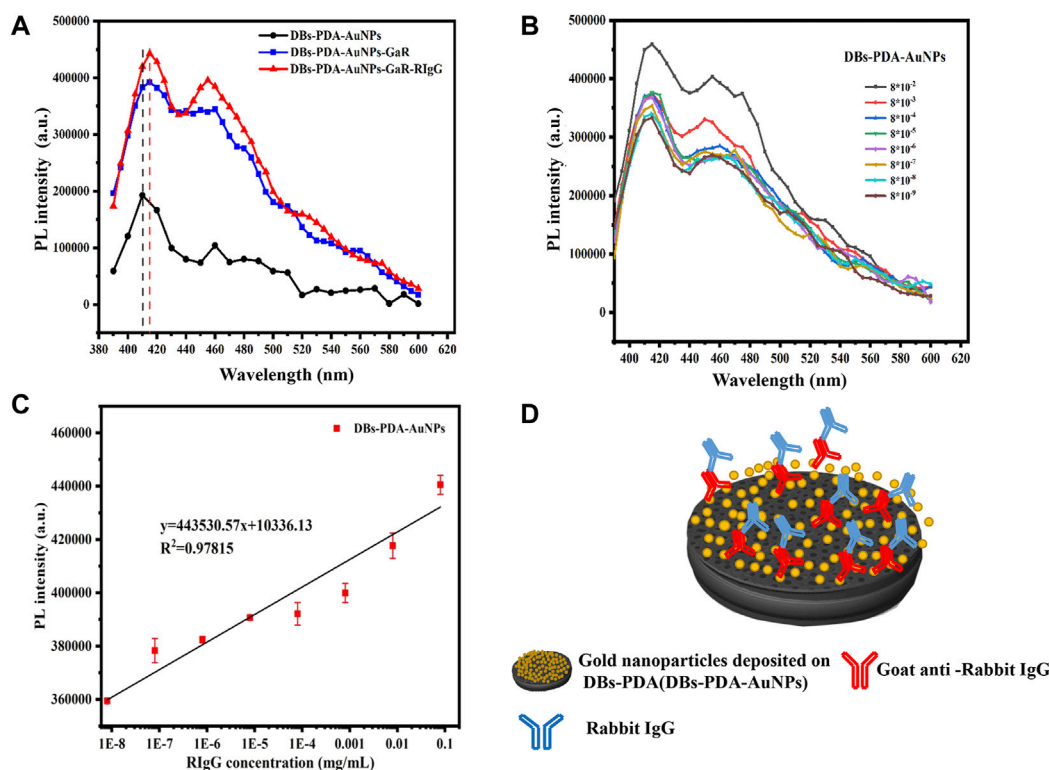 A
500000
400000
300000
200000
100000
0
PL intensity (a.u.)
DBs-PDA-AuNPs
DBs-PDA-AuNPs-GaR
DBs-PDA-AuNPs-GaR-RIgG
380 400 420 440 460 480 500 520 540 560 580 600 620
Wavelength (nm)
B
500000
400000
300000
200000
100000
0
PL intensity (a.u.)
DBs-PDA-AuNPs
8*10-2
8*10-3
8*10-4
8*10-5
8*10-6
8*10-7
8*10-8
8*10-9
400 420 440 460 480 500 520 540 560 580 600 620
Wavelength (nm)
C
460000
440000
420000
400000
380000
360000
PL intensity (a.u.)
DBs-PDA-AuNPs
y=443530.57x+10336.13
R2=0.97815
1E-8 1E-7 1E-6 1E-5 1E-4 0.001 0.01 0.1
RIgG concentration (mg/mL)
D
Gold nanoparticles deposited on
DBs-PDA(DBs-PDA-AuNPs)
Goat anti -Rabbit IgG
Rabbit IgG